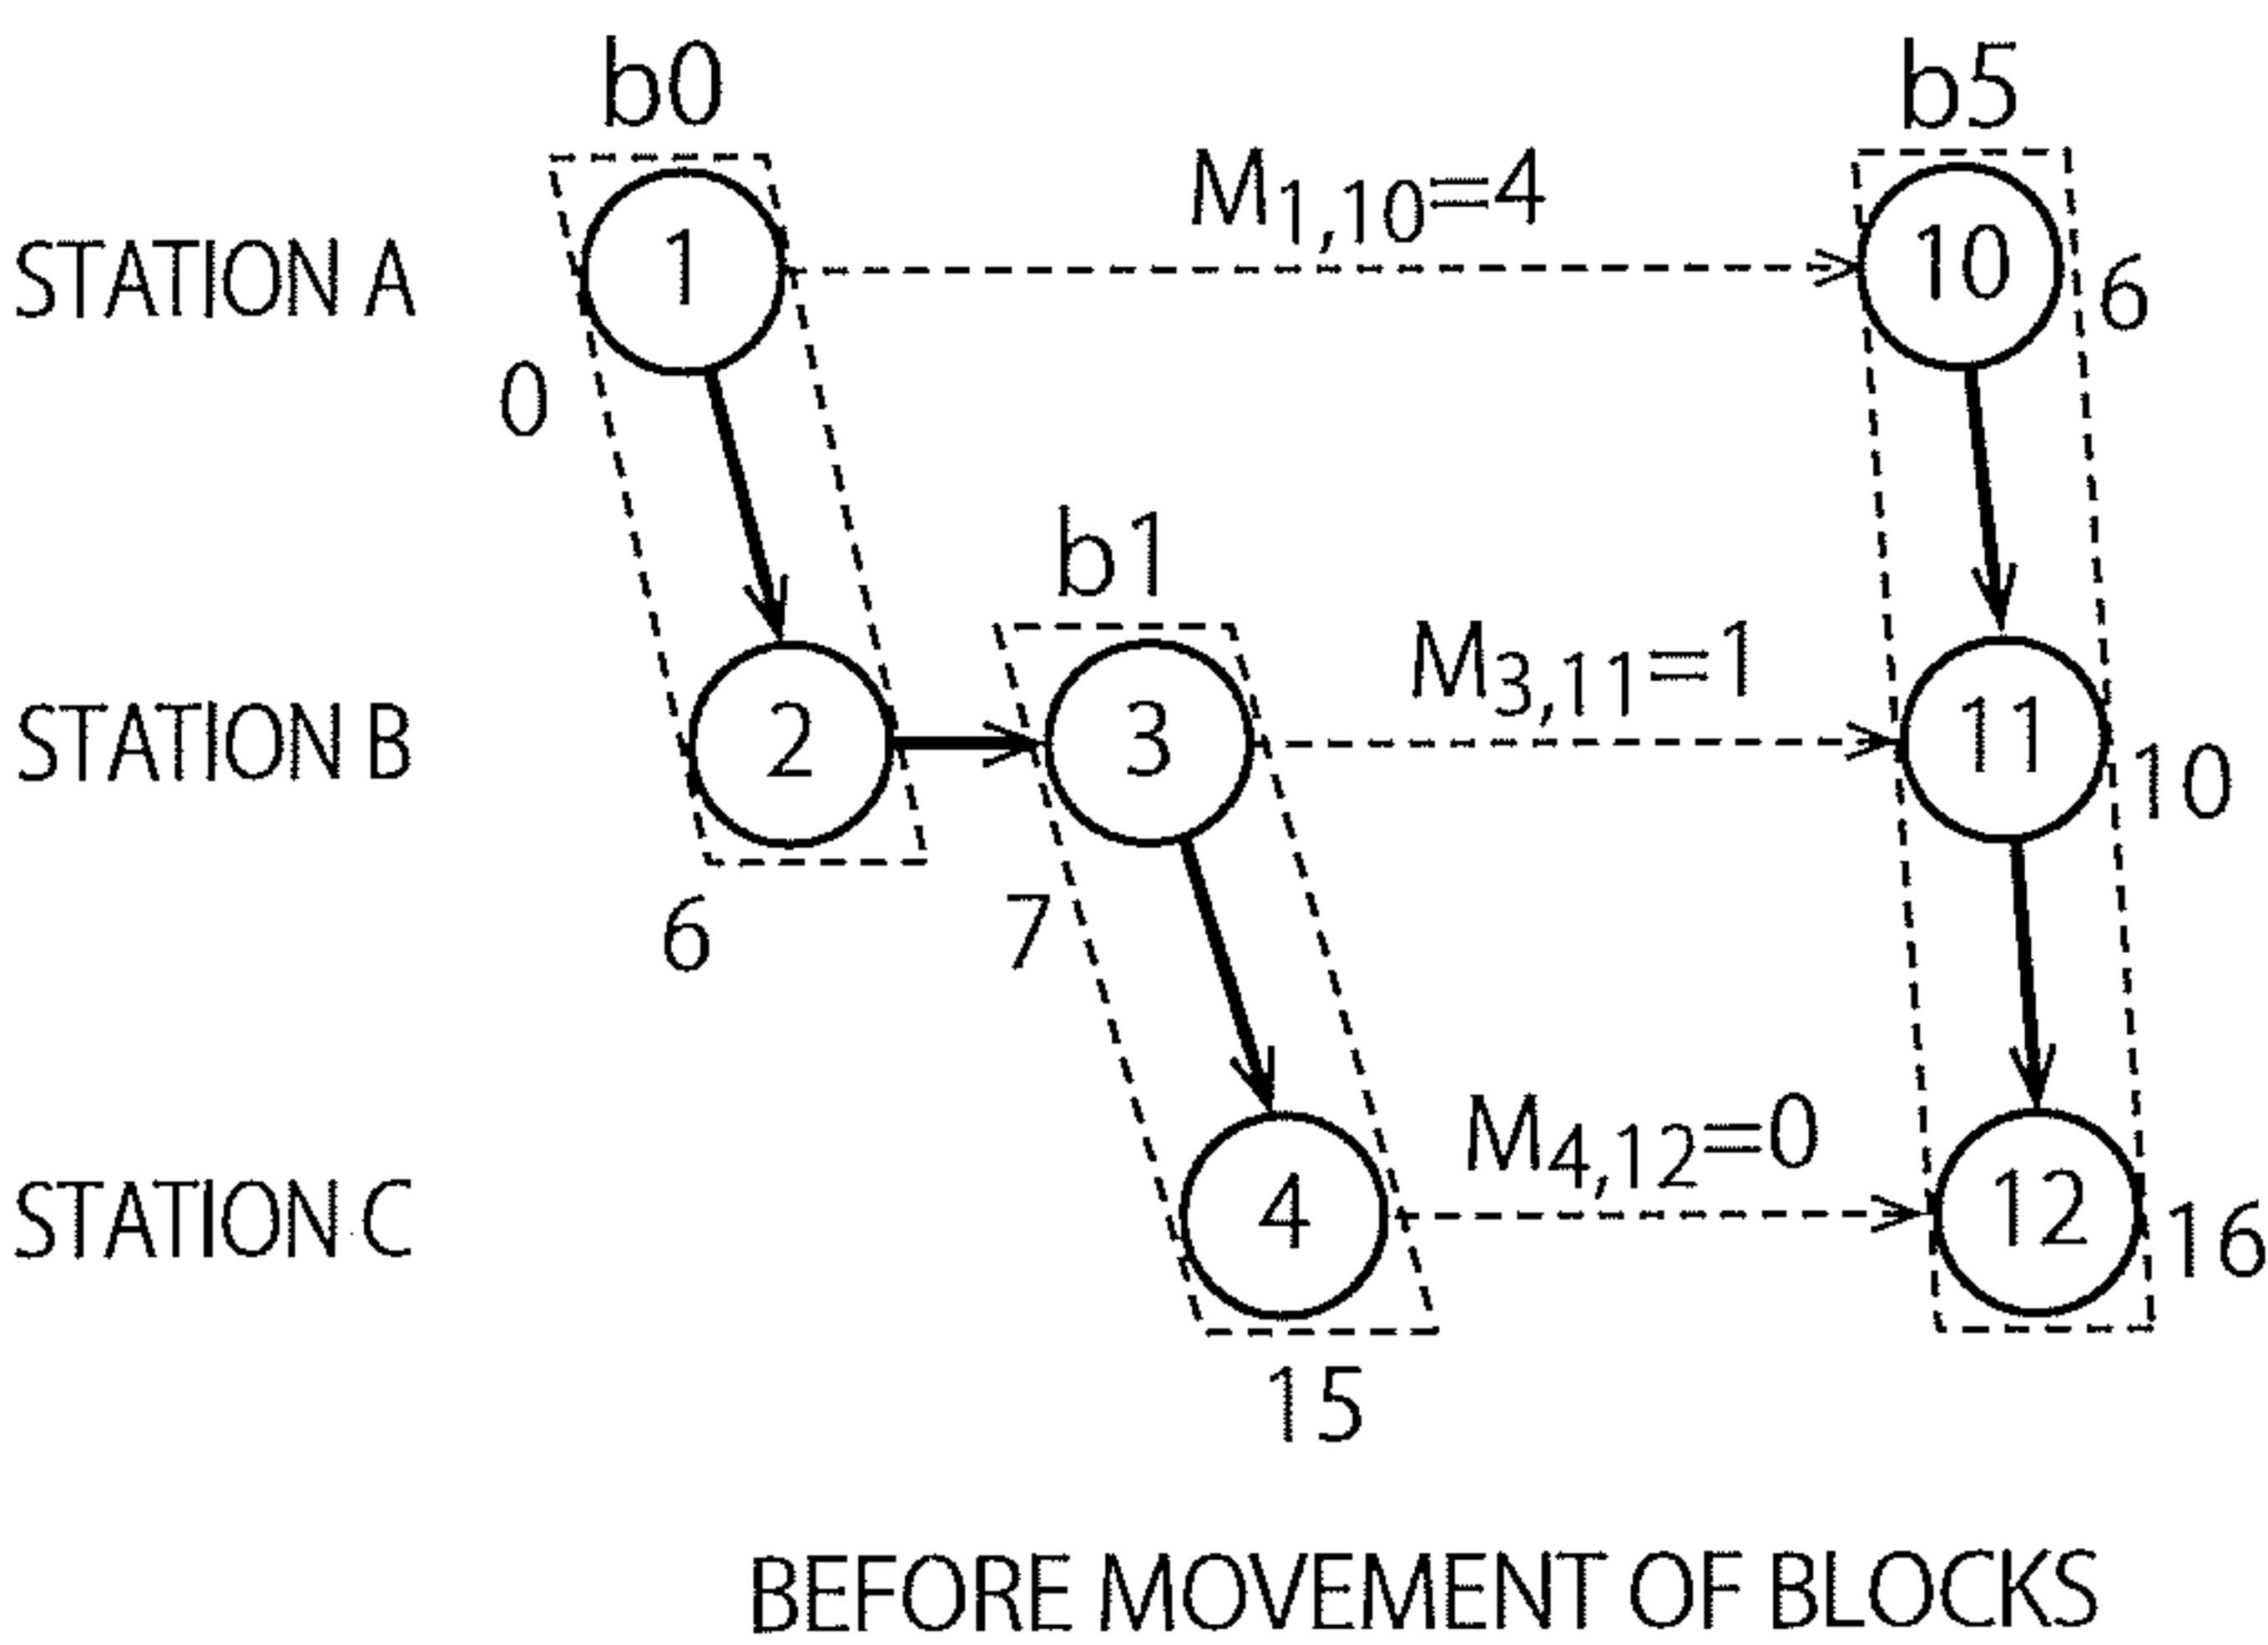 b0
b5
M1,10=4
STATION A
1
10
6
0
b1
M3,11=1
STATION B
2
3
11
10
6
7
M4,12=0
STATION C
4
12
16
15
BEFORE MOVEMENT OF BLOCKS